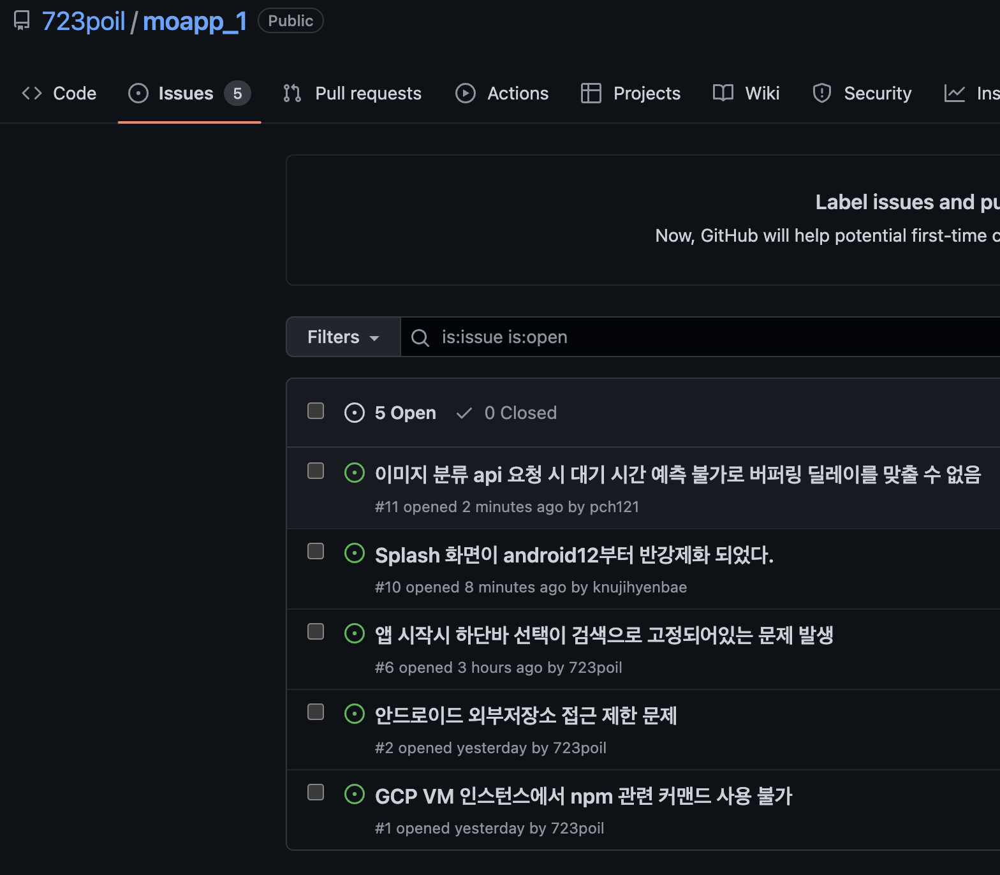 723poil / moapp_1 Public
Code Issues 5 Pull requests Actions Projects Wiki Security Ins
Label issues and pu
Now, GitHub will help potential first-time c
Filters is:issue is:open
5 Open 0 Closed
이미지 분류 api 요청 시 대기 시간 예측 불가로 버퍼링 딜레이를 맞출 수 없음
#11 opened 2 minutes ago by pch121
Splash 화면이 android12부터 반강제화 되었다.
#10 opened 8 minutes ago by knujihyenbae
앱 시작시 하단바 선택이 검색으로 고정되어있는 문제 발생
#6 opened 3 hours ago by 723poil
안드로이드 외부저장소 접근 제한 문제
#2 opened yesterday by 723poil
GCP VM 인스턴스에서 npm 관련 커맨드 사용 불가
#1 opened yesterday by 723poil